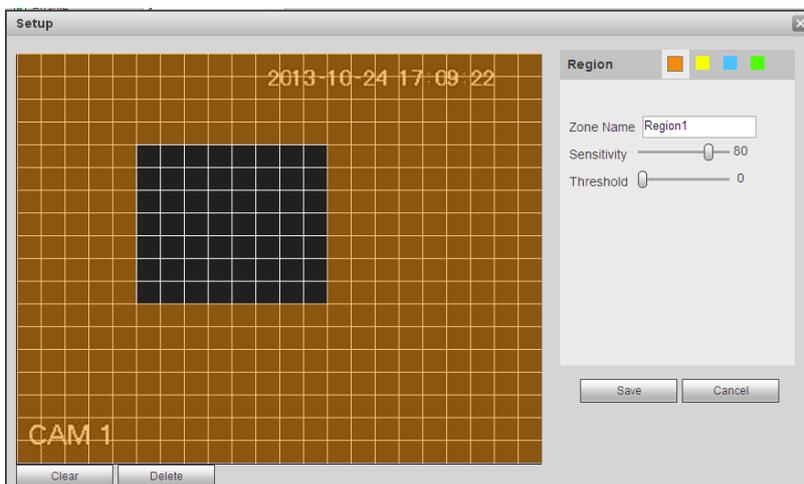 Setup
2013-10-24 17:09:22
Region
Zone Name Region1
Sensitivity 80
Threshold 0
Save Cancel
CAM 1
Clear Delete